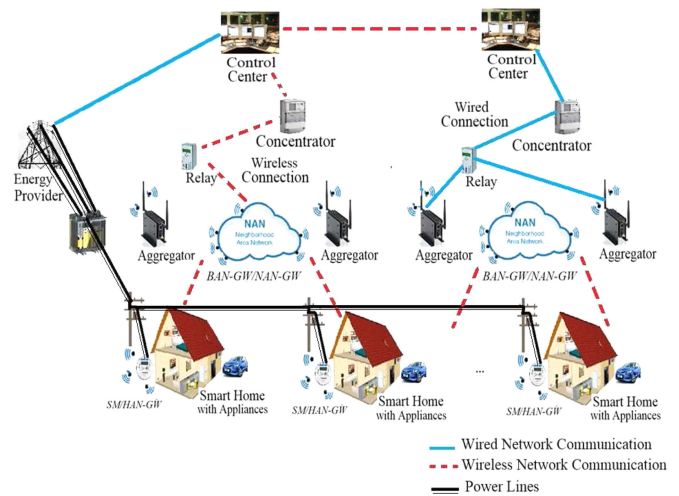 Control
Center
Control
Center
Wired
Connection
Concentrator
Concentrator
Energy
Provider
Relay
Wireless
Connection
Relay
NAN
Neighborhood
Area Network
NAN
Neighborhood
Area Network
Aggregator
BAN-GW/NAN-GW
Aggregator
Aggregator
BAN-GW/NAN-GW
Aggregator
SM/HAN-GW
Smart Home
with Appliances
SM/HAN-GW
Smart Home
with Appliances
...
SM/HAN-GW
Smart Home
with Appliances
Wired Network Communication
Wireless Network Communication
Power Lines